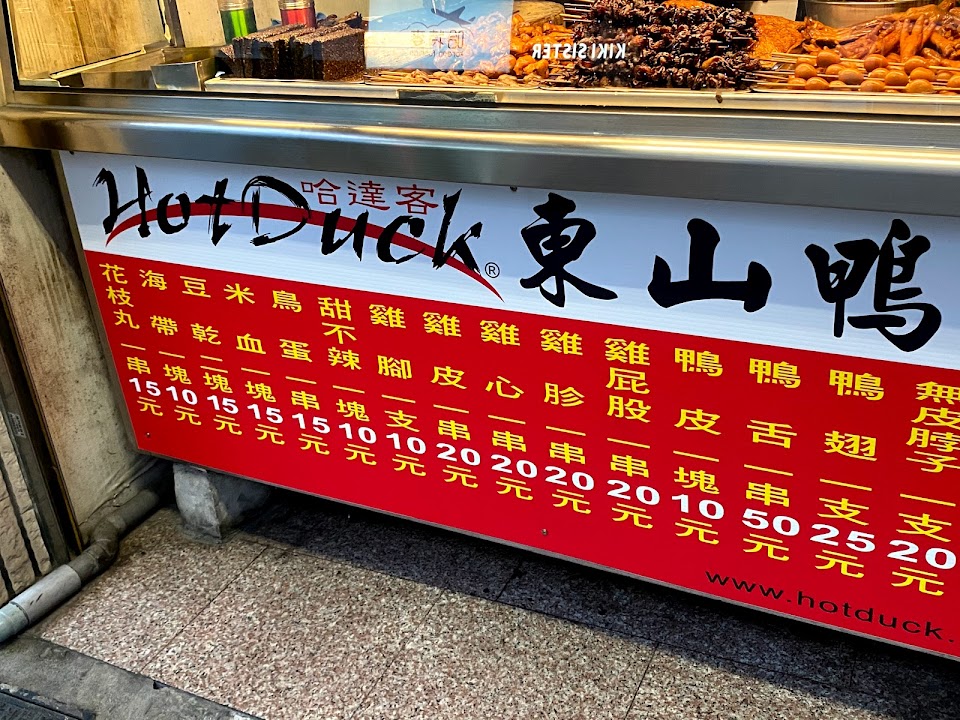 KIKI SISTER
HotDuck®
哈達客
東山鴨
花枝丸一串15元
海帶一塊10元
豆乾二塊15元
米血一塊15元
鳥蛋一串15元
甜不辣一塊10元
雞腳一支10元
雞皮一串20元
雞心一串20元
雞胗一串20元
雞屁股一串20元
鴨皮一塊10元
鴨舌一串50元
鴨翅一支25元
無皮脖子一支20元
www.hotduck.